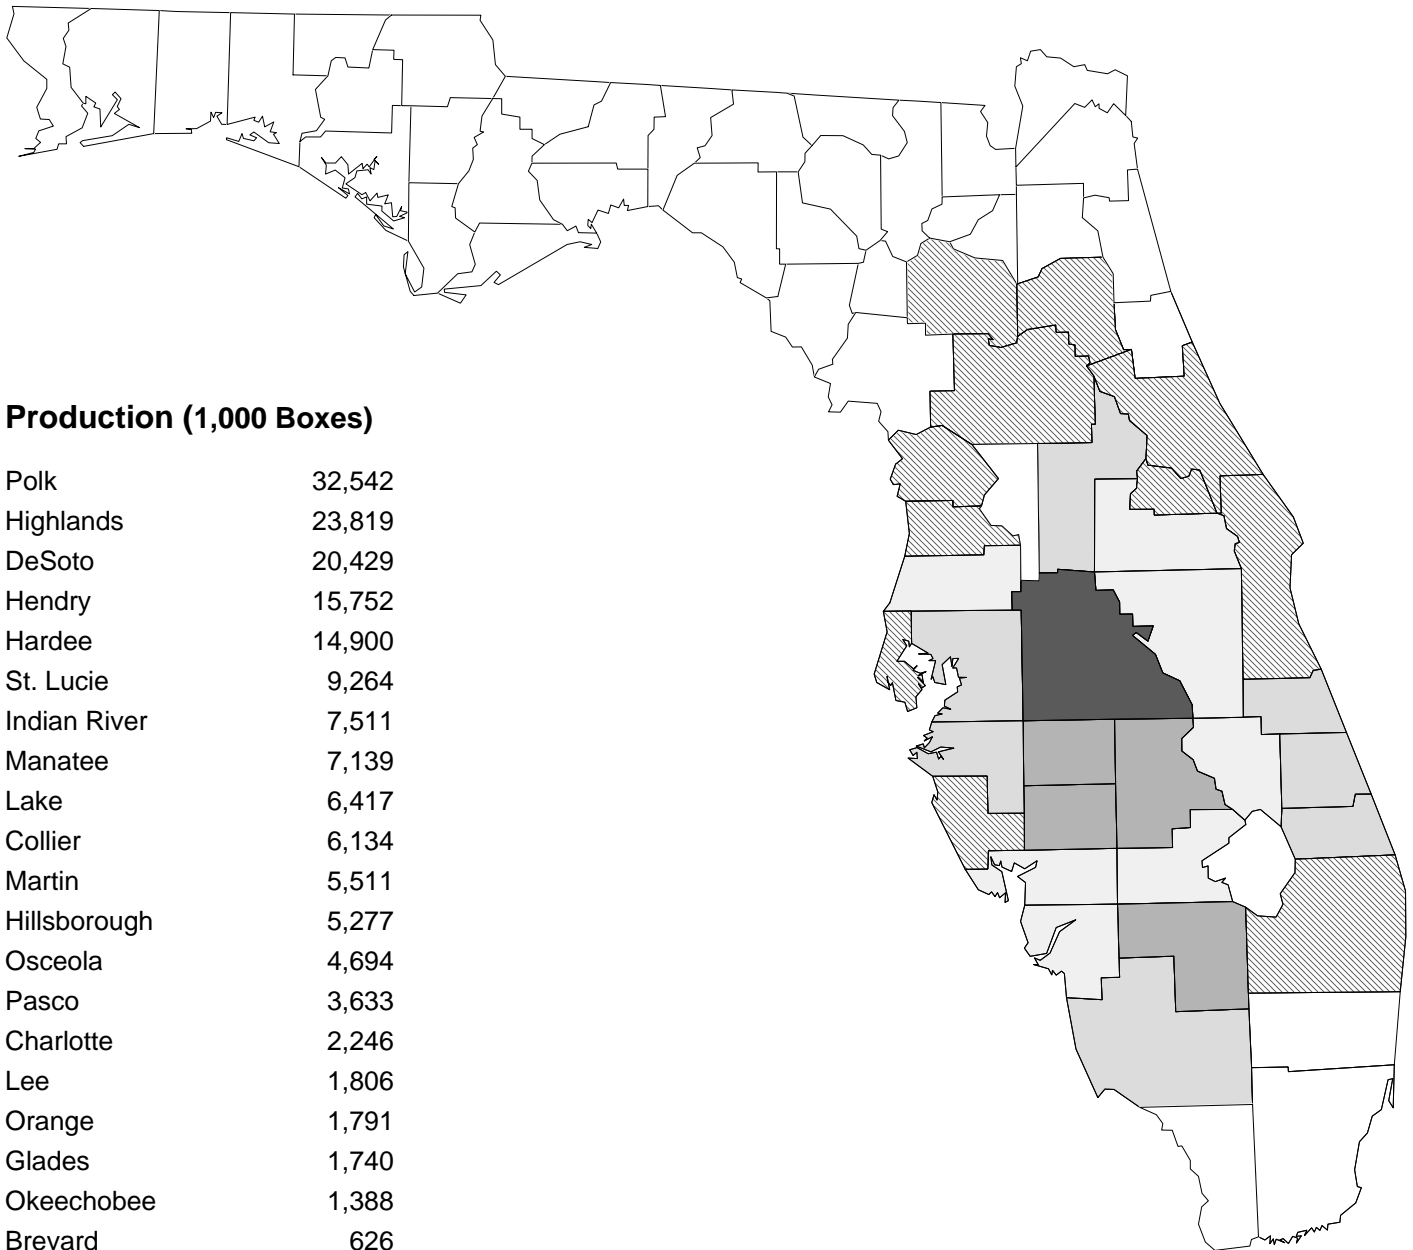 Production (1,000 Boxes)
Polk 32,542
Highlands 23,819
DeSoto 20,429
Hendry 15,752
Hardee 14,900
St. Lucie 9,264
Indian River 7,511
Manatee 7,139
Lake 6,417
Collier 6,134
Martin 5,511
Hillsborough 5,277
Osceola 4,694
Pasco 3,633
Charlotte 2,246
Lee 1,806
Orange 1,791
Glades 1,740
Okeechobee 1,388
Brevard 626